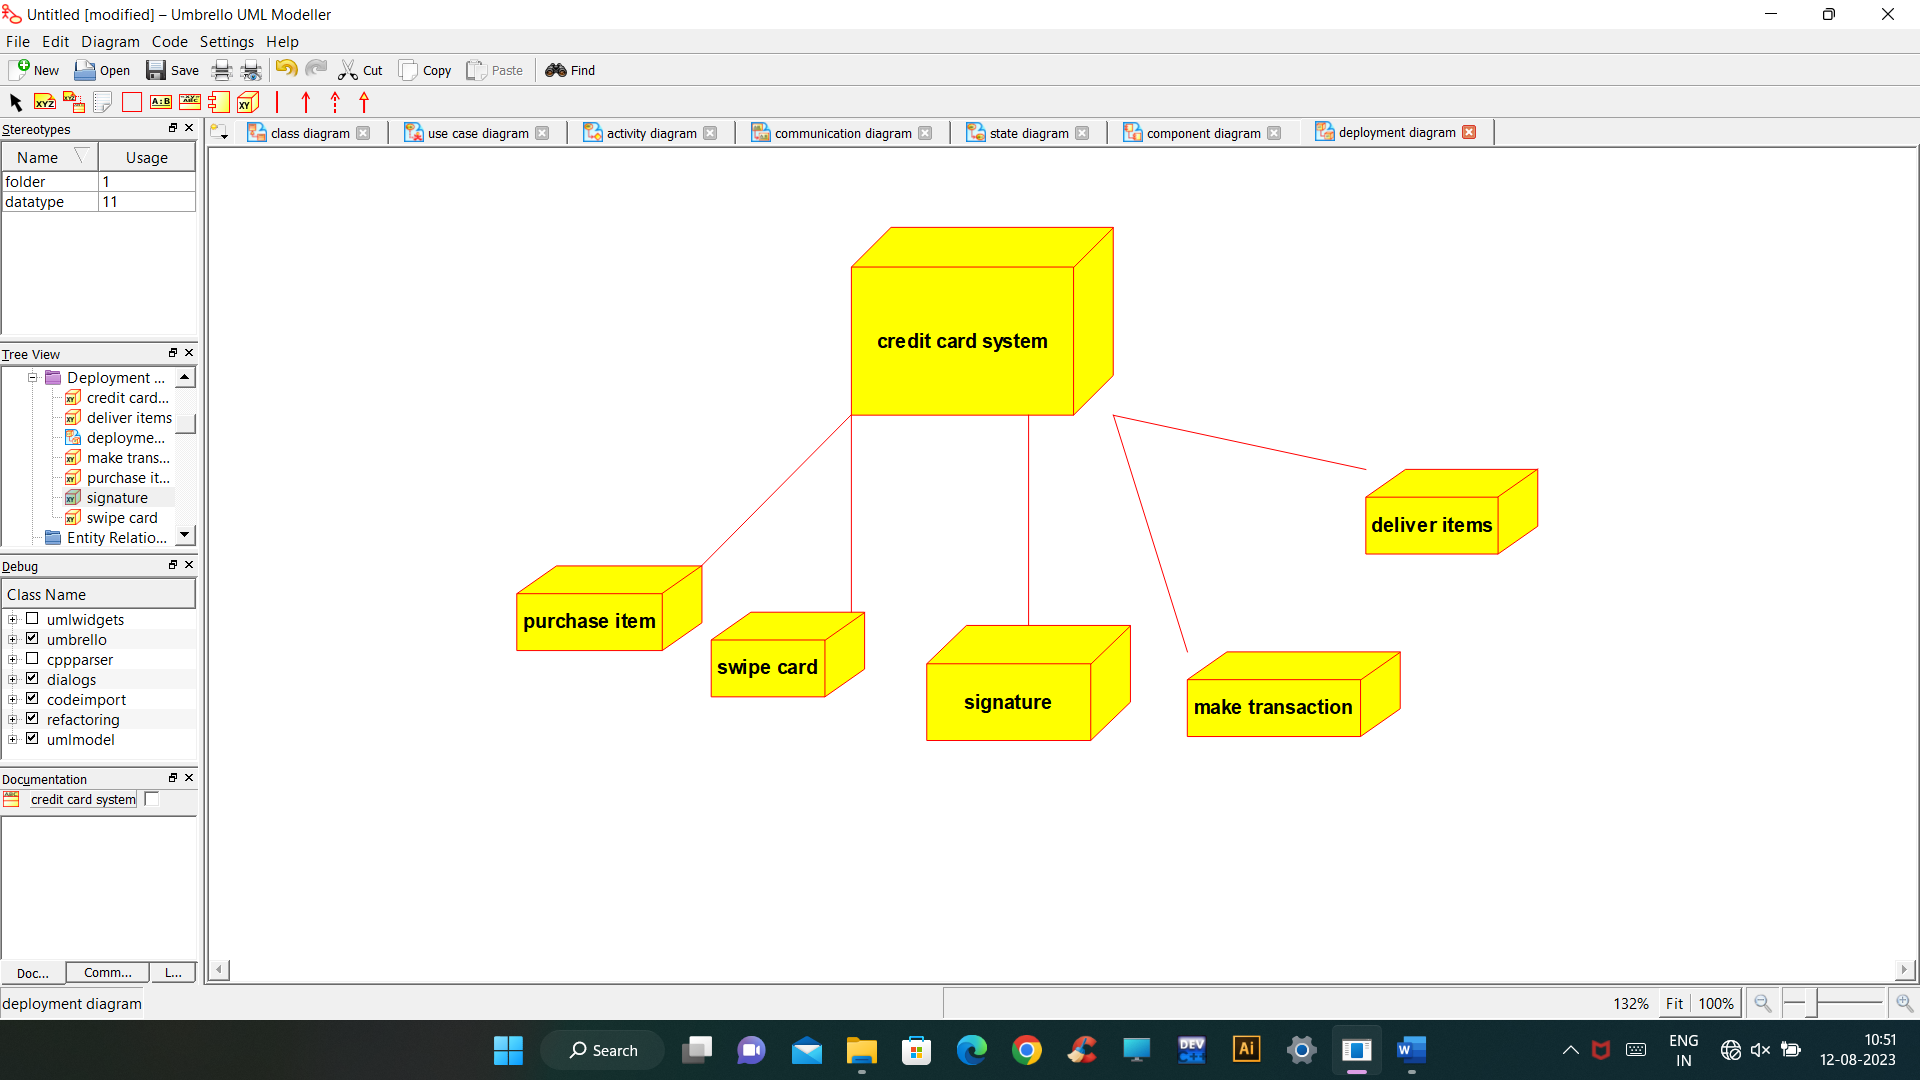 Untitled [modified] – Umbrello UML Modeller
File Edit Diagram Code Settings Help
New Open Save Cut Copy Paste Find
Stereotypes
Name Usage
folder 1
datatype 11
class diagram use case diagram activity diagram communication diagram state diagram component diagram deployment diagram
Tree View
Deployment ...
credit card...
deliver items
deployme...
make trans...
purchase it...
signature
swipe card
Entity Relatio...
Debug
Class Name
umlwidgets
umbrello
cppparser
dialogs
codeimport
refactoring
umlmodel
Documentation
credit card system
Doc... Comm... L...
credit card system
deliver items
purchase item
swipe card
signature
make transaction
deployment diagram
132% Fit 100%
Search
DEV C++
Ai
W
ENG
IN
10:51
12-08-2023